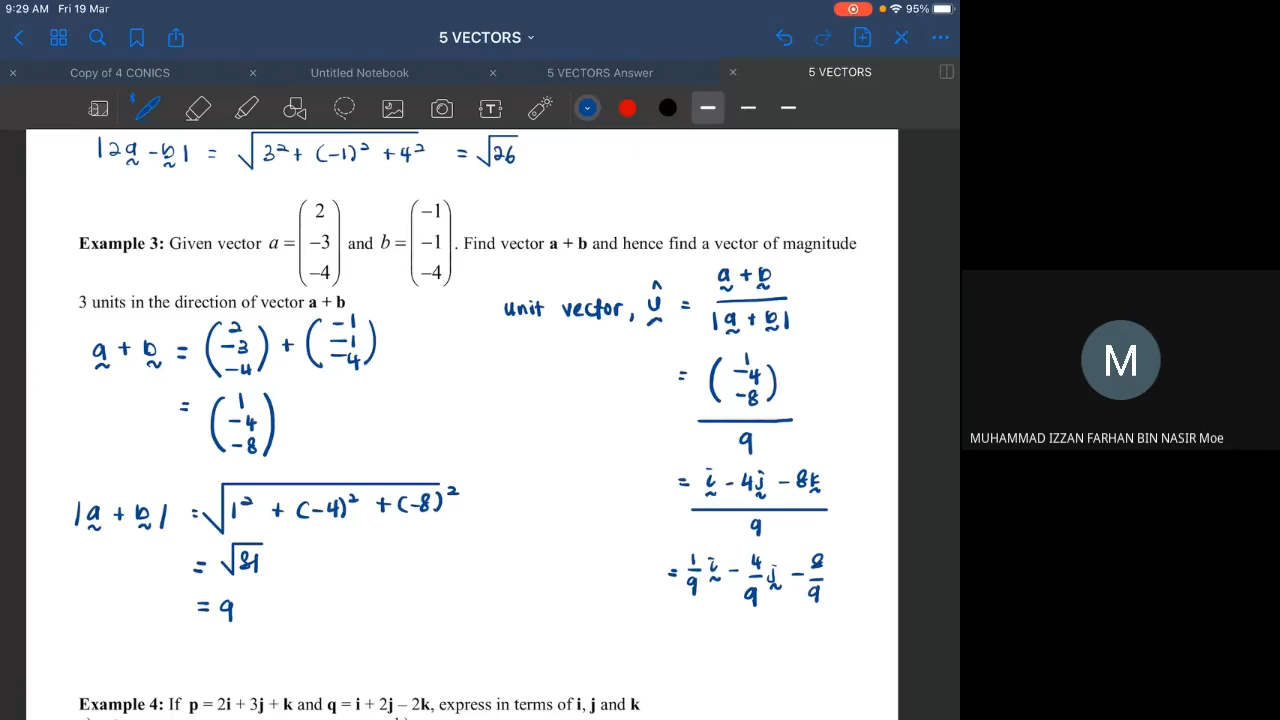 9:29 AM Fri 19 Mar
95%
5 VECTORS
Copy of 4 CONICS
Untitled Notebook
5 VECTORS Answer
5 VECTORS
|2a - b| = √(3² + (-1)² + 4²) = √26
Example 3: Given vector a = (2 −3 −4) and b = (−1 −1 −4). Find vector a + b and hence find a vector of magnitude
3 units in the direction of vector a + b
a + b = (2 -3 -4) + (-1 -1 -4)
= (1 -4 -8)
|a + b| = √(1² + (-4)² + (-8)²)
= √81
= 9
unit vector, û = a + b / |a + b|
= (1 -4 -8) / 9
= i - 4j - 8k / 9
= 1/9 i - 4/9 j - 8/9
Example 4: If p = 2i + 3j + k and q = i + 2j – 2k, express in terms of i, j and k
M
MUHAMMAD IZZAN FARHAN BIN NASIR Moe